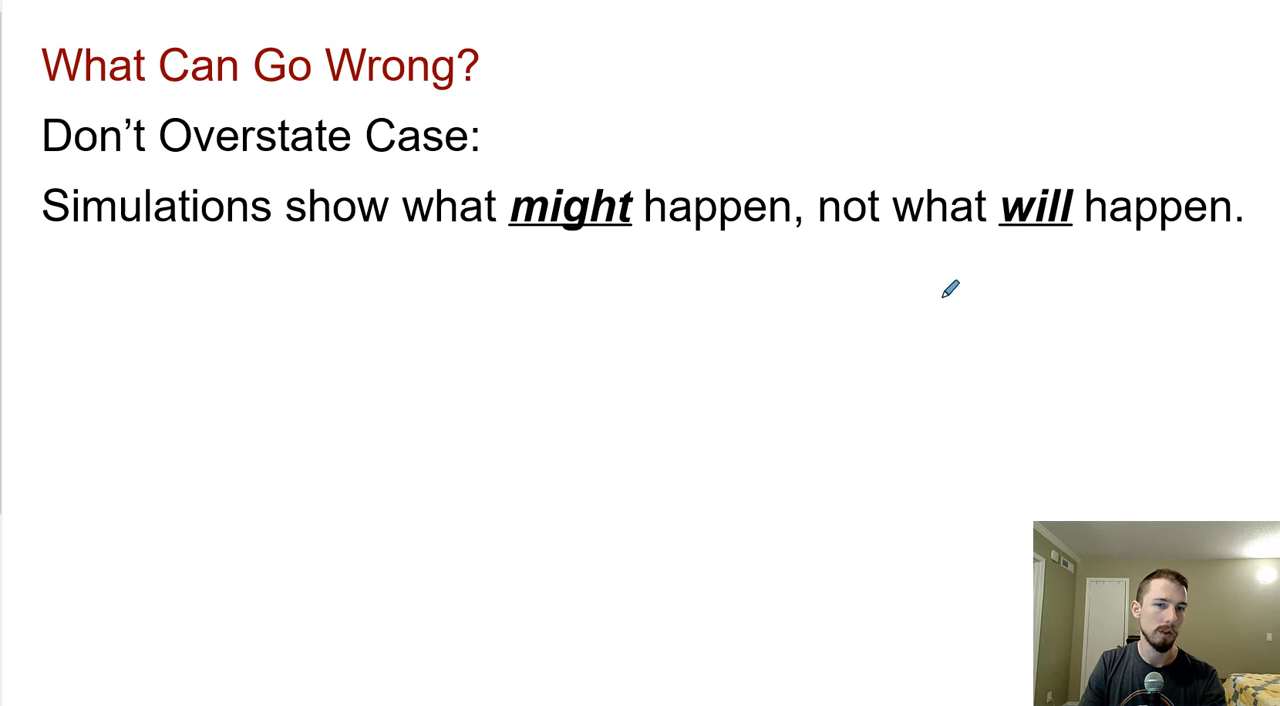 What Can Go Wrong?
Don’t Overstate Case:
Simulations show what might happen, not what will happen.